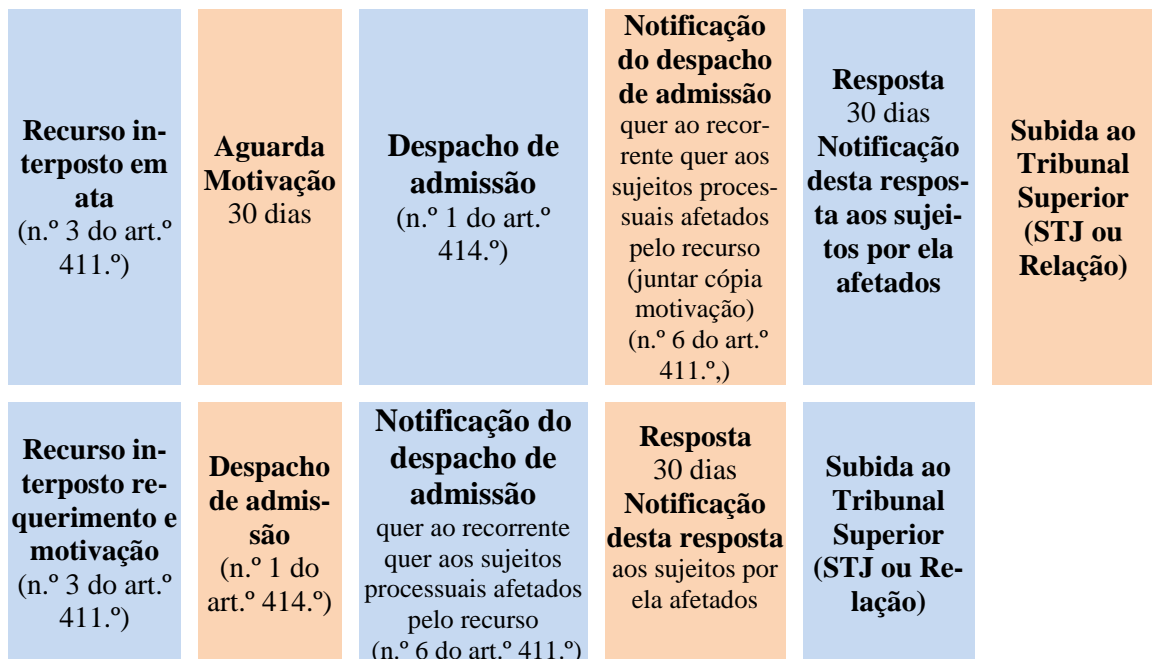 Recurso in-
terposto em
ata
(n.º 3 do art.º
411.º)
Aguarda
Motivação
30 dias
Despacho de
admissão
(n.º 1 do art.º
414.º)
Notificação
do despacho
de admissão
quer ao recor-
rente quer aos
sujeitos proces-
suais afetados
pelo recurso
(juntar cópia
motivação)
(n.º 6 do art.º
411.º,)
Resposta
30 dias
Notificação
desta respos-
ta aos sujei-
tos por ela
afetados
Subida ao
Tribunal
Superior
(STJ ou
Relação)
Recurso in-
terposto re-
querimento e
motivação
(n.º 3 do art.º
411.º)
Despacho
de admis-
são
(n.º 1 do
art.º 414.º)
Notificação do
despacho de
admissão
quer ao recorrente
quer aos sujeitos
processuais afetados
pelo recurso
(n.º 6 do art.º 411.º)
Resposta
30 dias
Notificação
desta resposta
aos sujeitos por
ela afetados
Subida ao
Tribunal
Superior
(STJ ou Re-
lação)